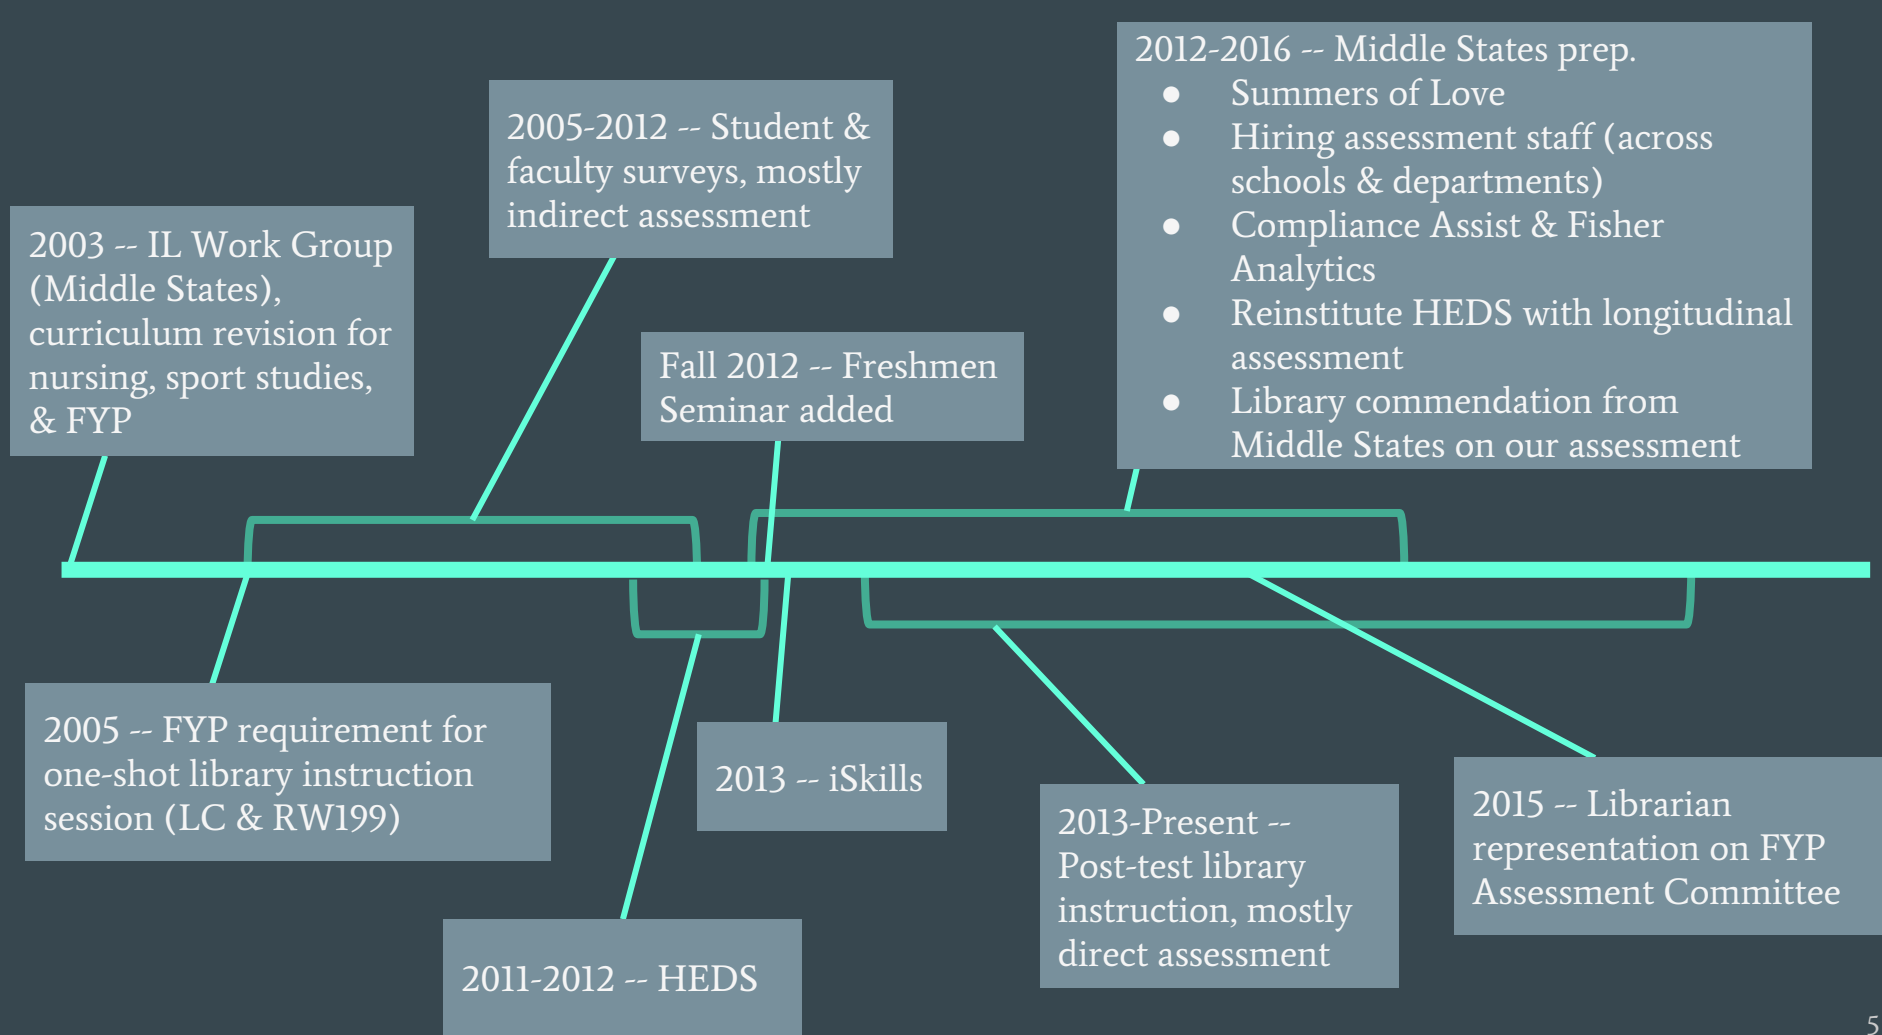 2003 -- IL Work Group
(Middle States),
curriculum revision for
nursing, sport studies,
& FYP
2005-2012 -- Student &
faculty surveys, mostly
indirect assessment
Fall 2012 -- Freshmen
Seminar added
2012-2016 -- Middle States prep.
● Summers of Love
● Hiring assessment staff (across
schools & departments)
● Compliance Assist & Fisher
Analytics
● Reinstitute HEDS with longitudinal
assessment
● Library commendation from
Middle States on our assessment
2005 -- FYP requirement for
one-shot library instruction
session (LC & RW199)
2011-2012 -- HEDS
2013 -- iSkills
2013-Present --
Post-test library
instruction, mostly
direct assessment
2015 -- Librarian
representation on FYP
Assessment Committee
5